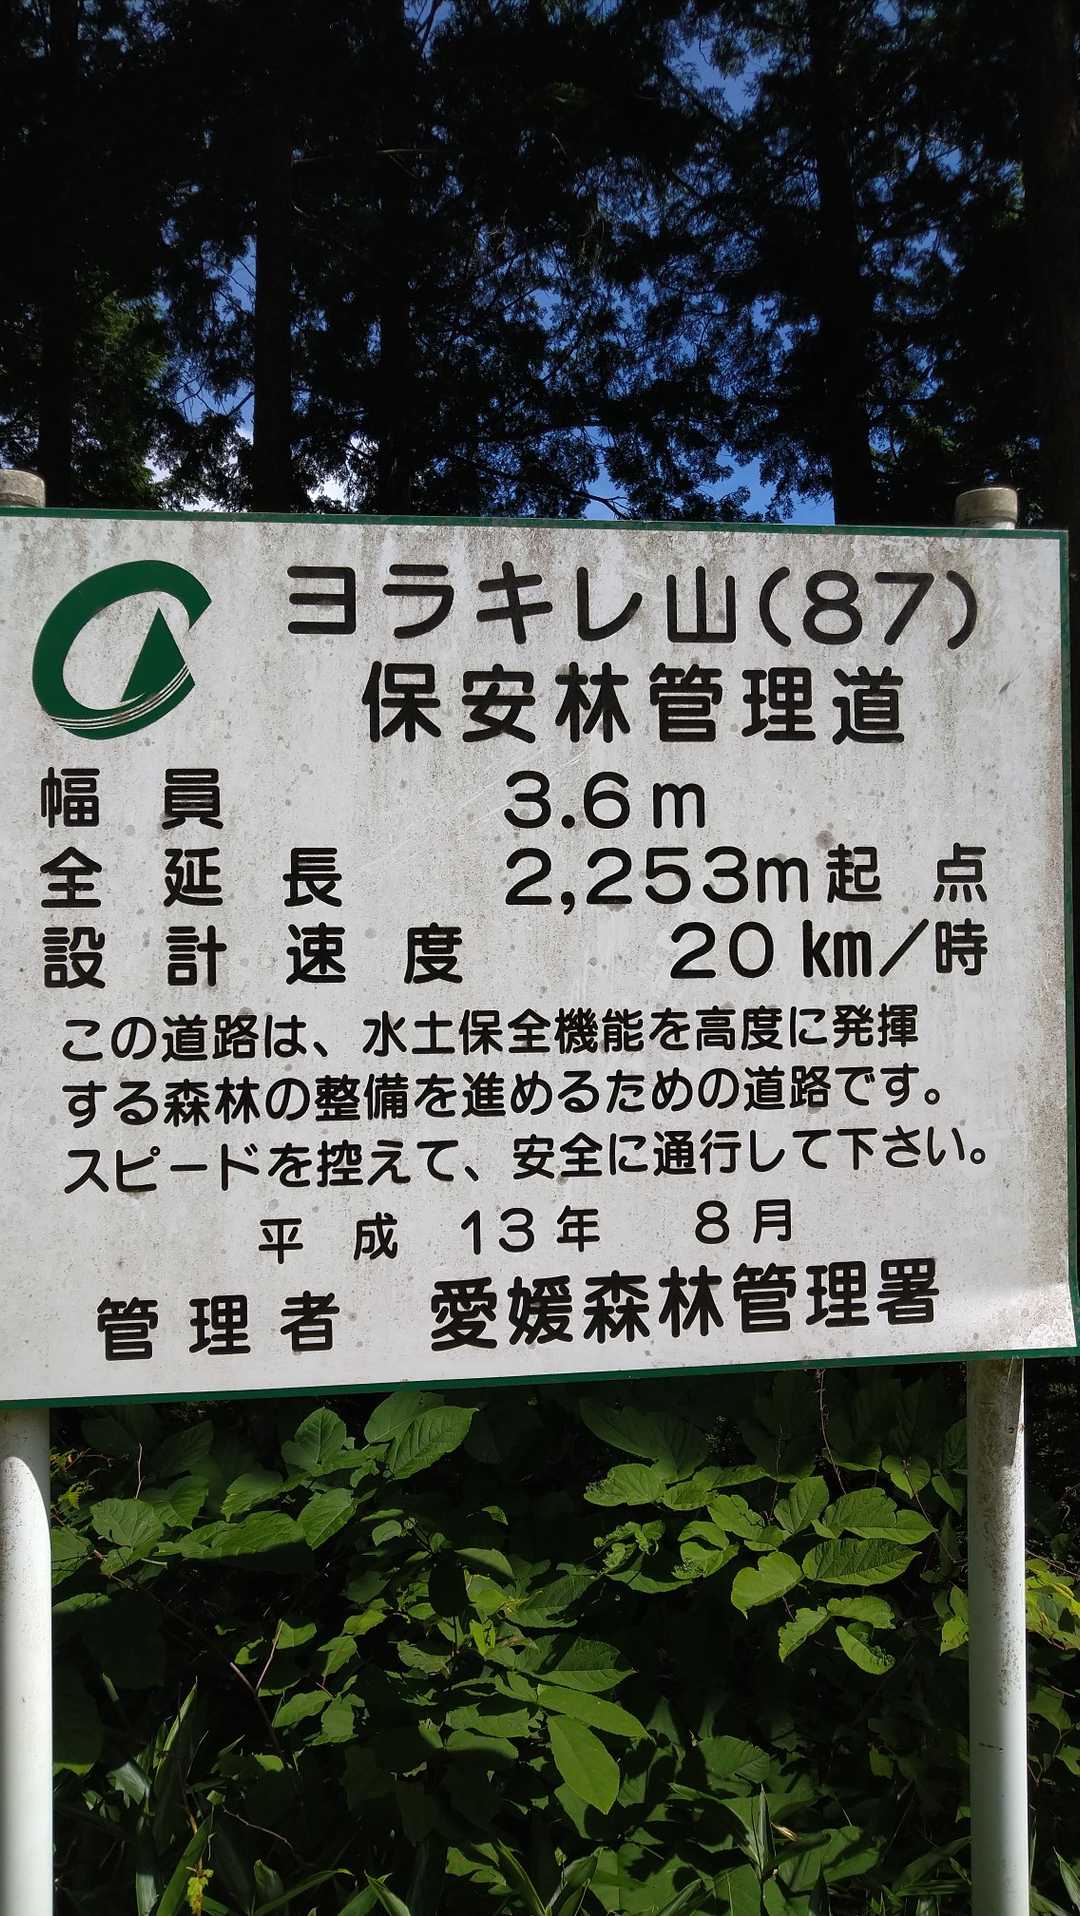 ヨラキレ山(87)
保安林管理道
幅員 3.6m
全延長 2,253m起点
設計速度 20km/時
この道路は、水土保全機能を高度に発揮
する森林の整備を進めるための道路です。
スピードを控えて、安全に通行して下さい。
平成 13年 8月
管理者 愛媛森林管理署